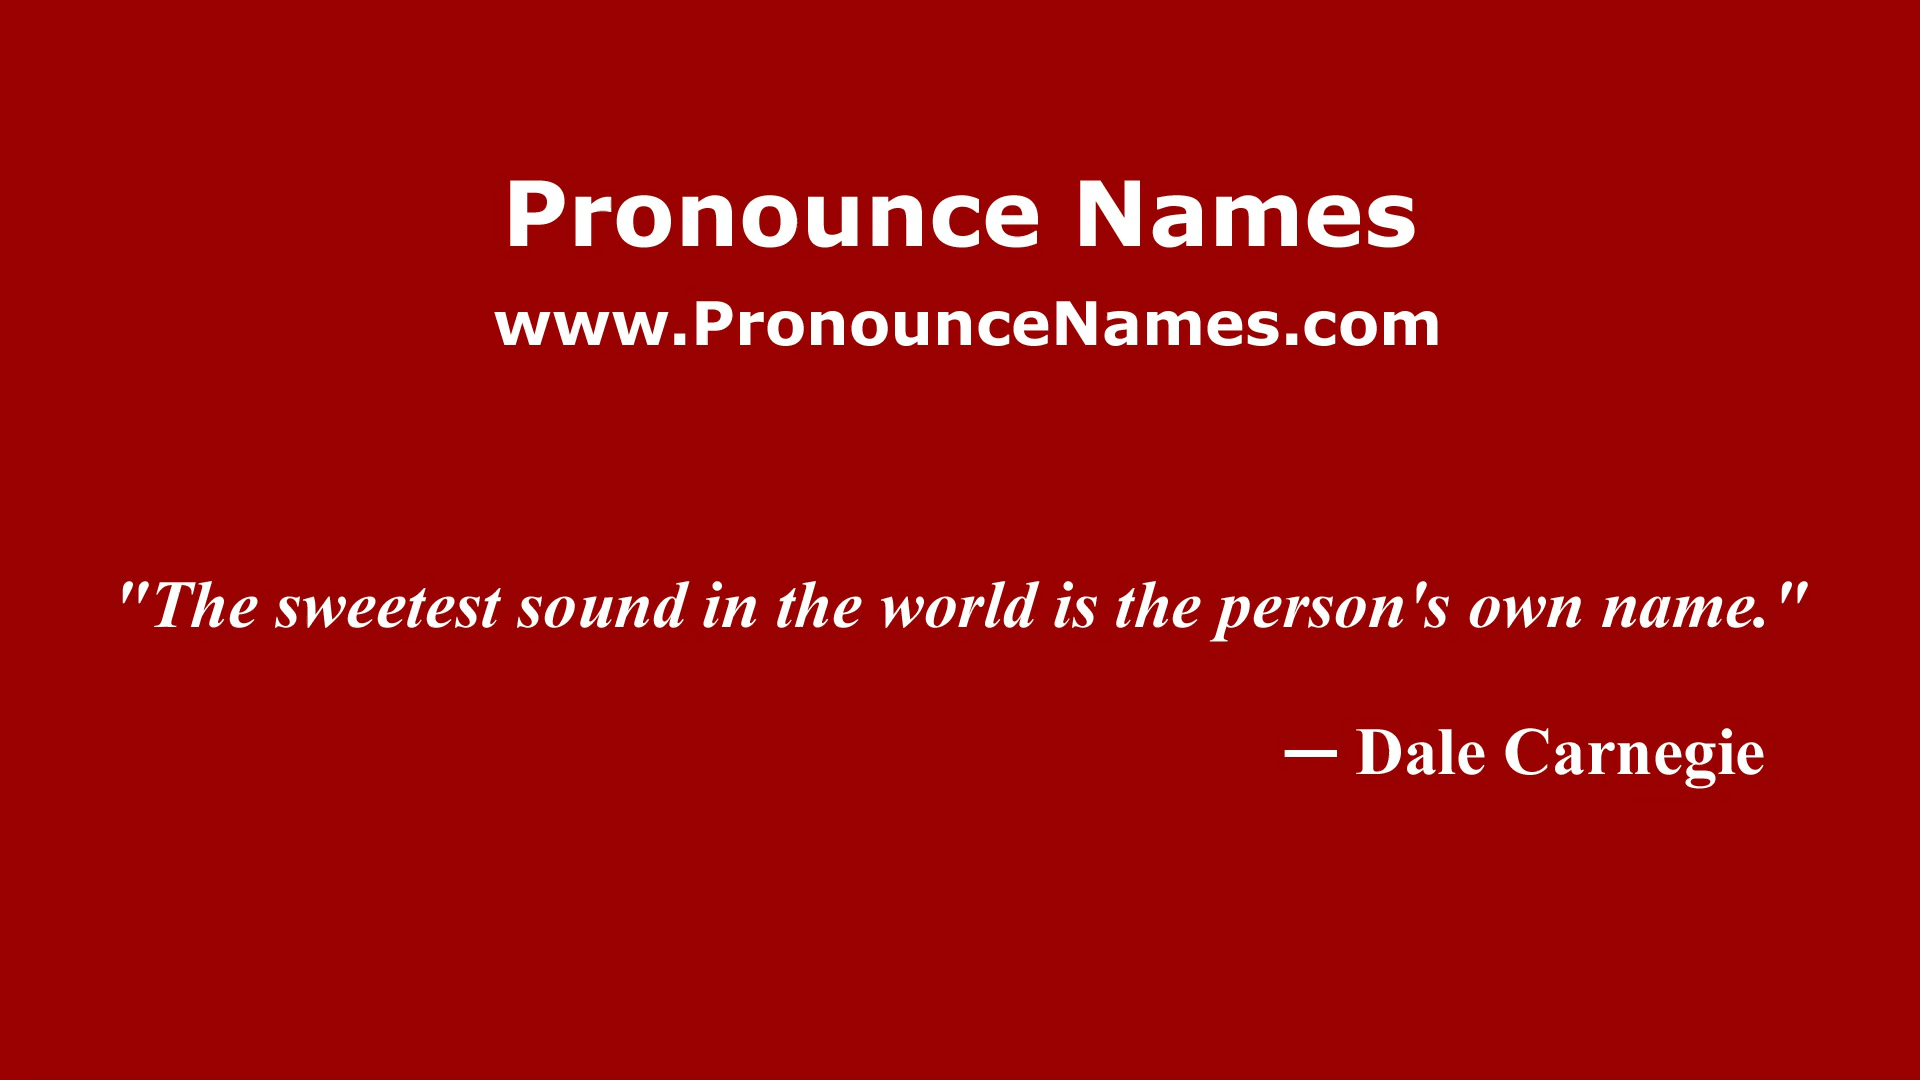 Pronounce Names
www.PronounceNames.com
"The sweetest sound in the world is the person's own name."
— Dale Carnegie